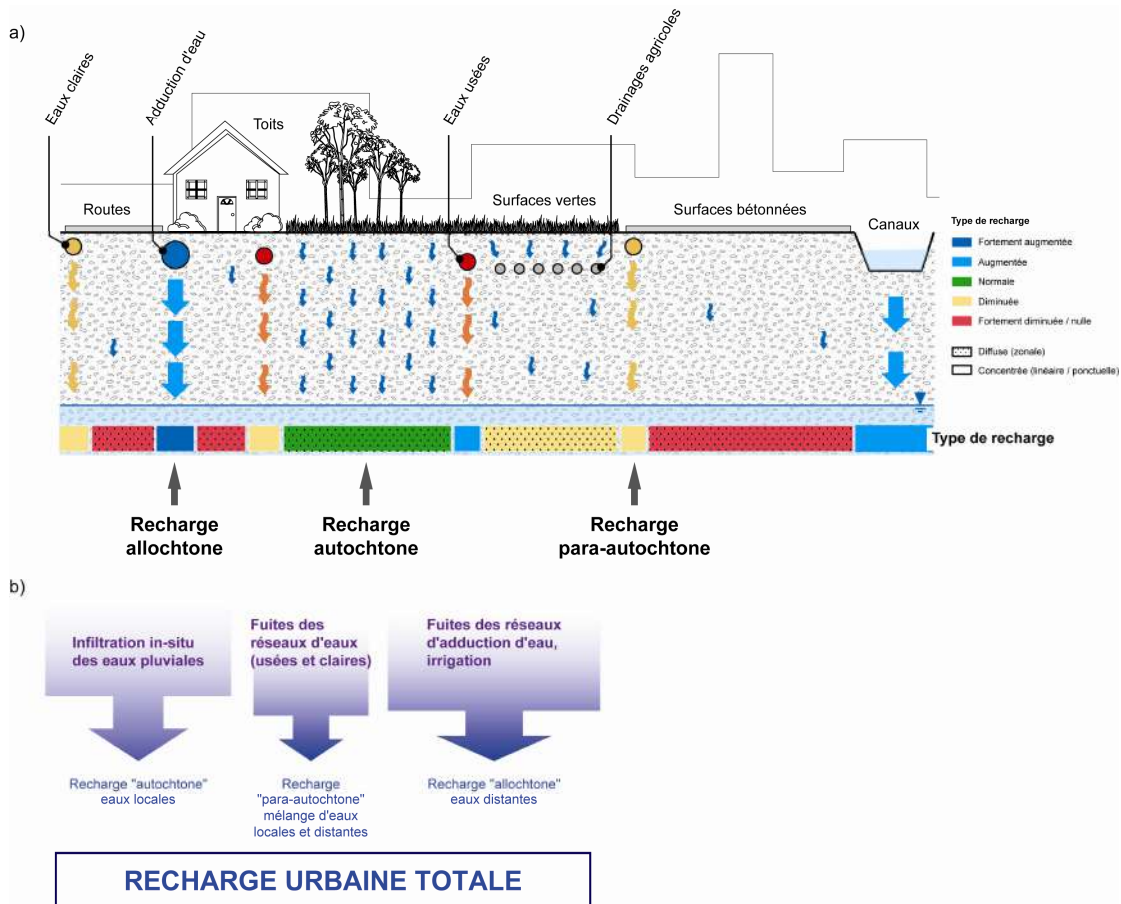 a)
Eaux claires
Adduction d'eau
Eaux usées
Drainages agricoles
Toits
Routes
Surfaces vertes
Surfaces bétonnées
Canaux
Type de recharge
Fortement augmentée
Augmentée
Normale
Diminuée
Fortement diminuée / nulle
Diffuse (zonale)
Concentrée (linéaire / ponctuelle)
Type de recharge
Recharge
allochtone
Recharge
autochtone
Recharge
para-autochtone
b)
Infiltration in-situ
des eaux pluviales
Fuites des
réseaux d'eaux
(usées et claires)
Fuites des réseaux
d'adduction d'eau,
irrigation
Recharge "autochtone"
eaux locales
Recharge
"para-autochtone"
mélange d'eaux
locales et distantes
Recharge "allochtone"
eaux distantes
RECHARGE URBAINE TOTALE